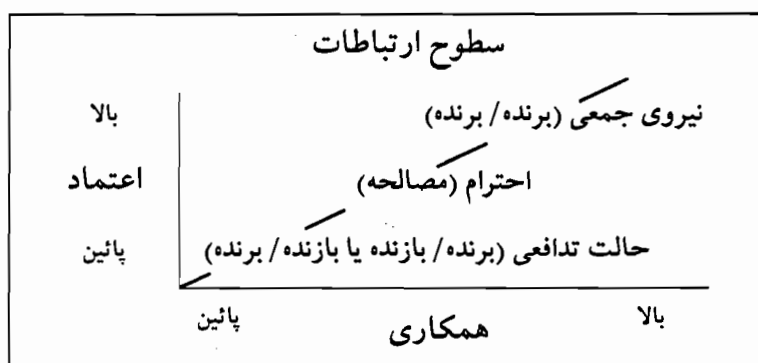 سطوح ارتباطات
بالا
نیروی جمعی (برنده/ برنده)
اعتماد
احترام (مصالحه)
پائین
حالت تدافعی (برنده/ بازنده یا بازنده/ برنده)
بالا
همکاری
پائین